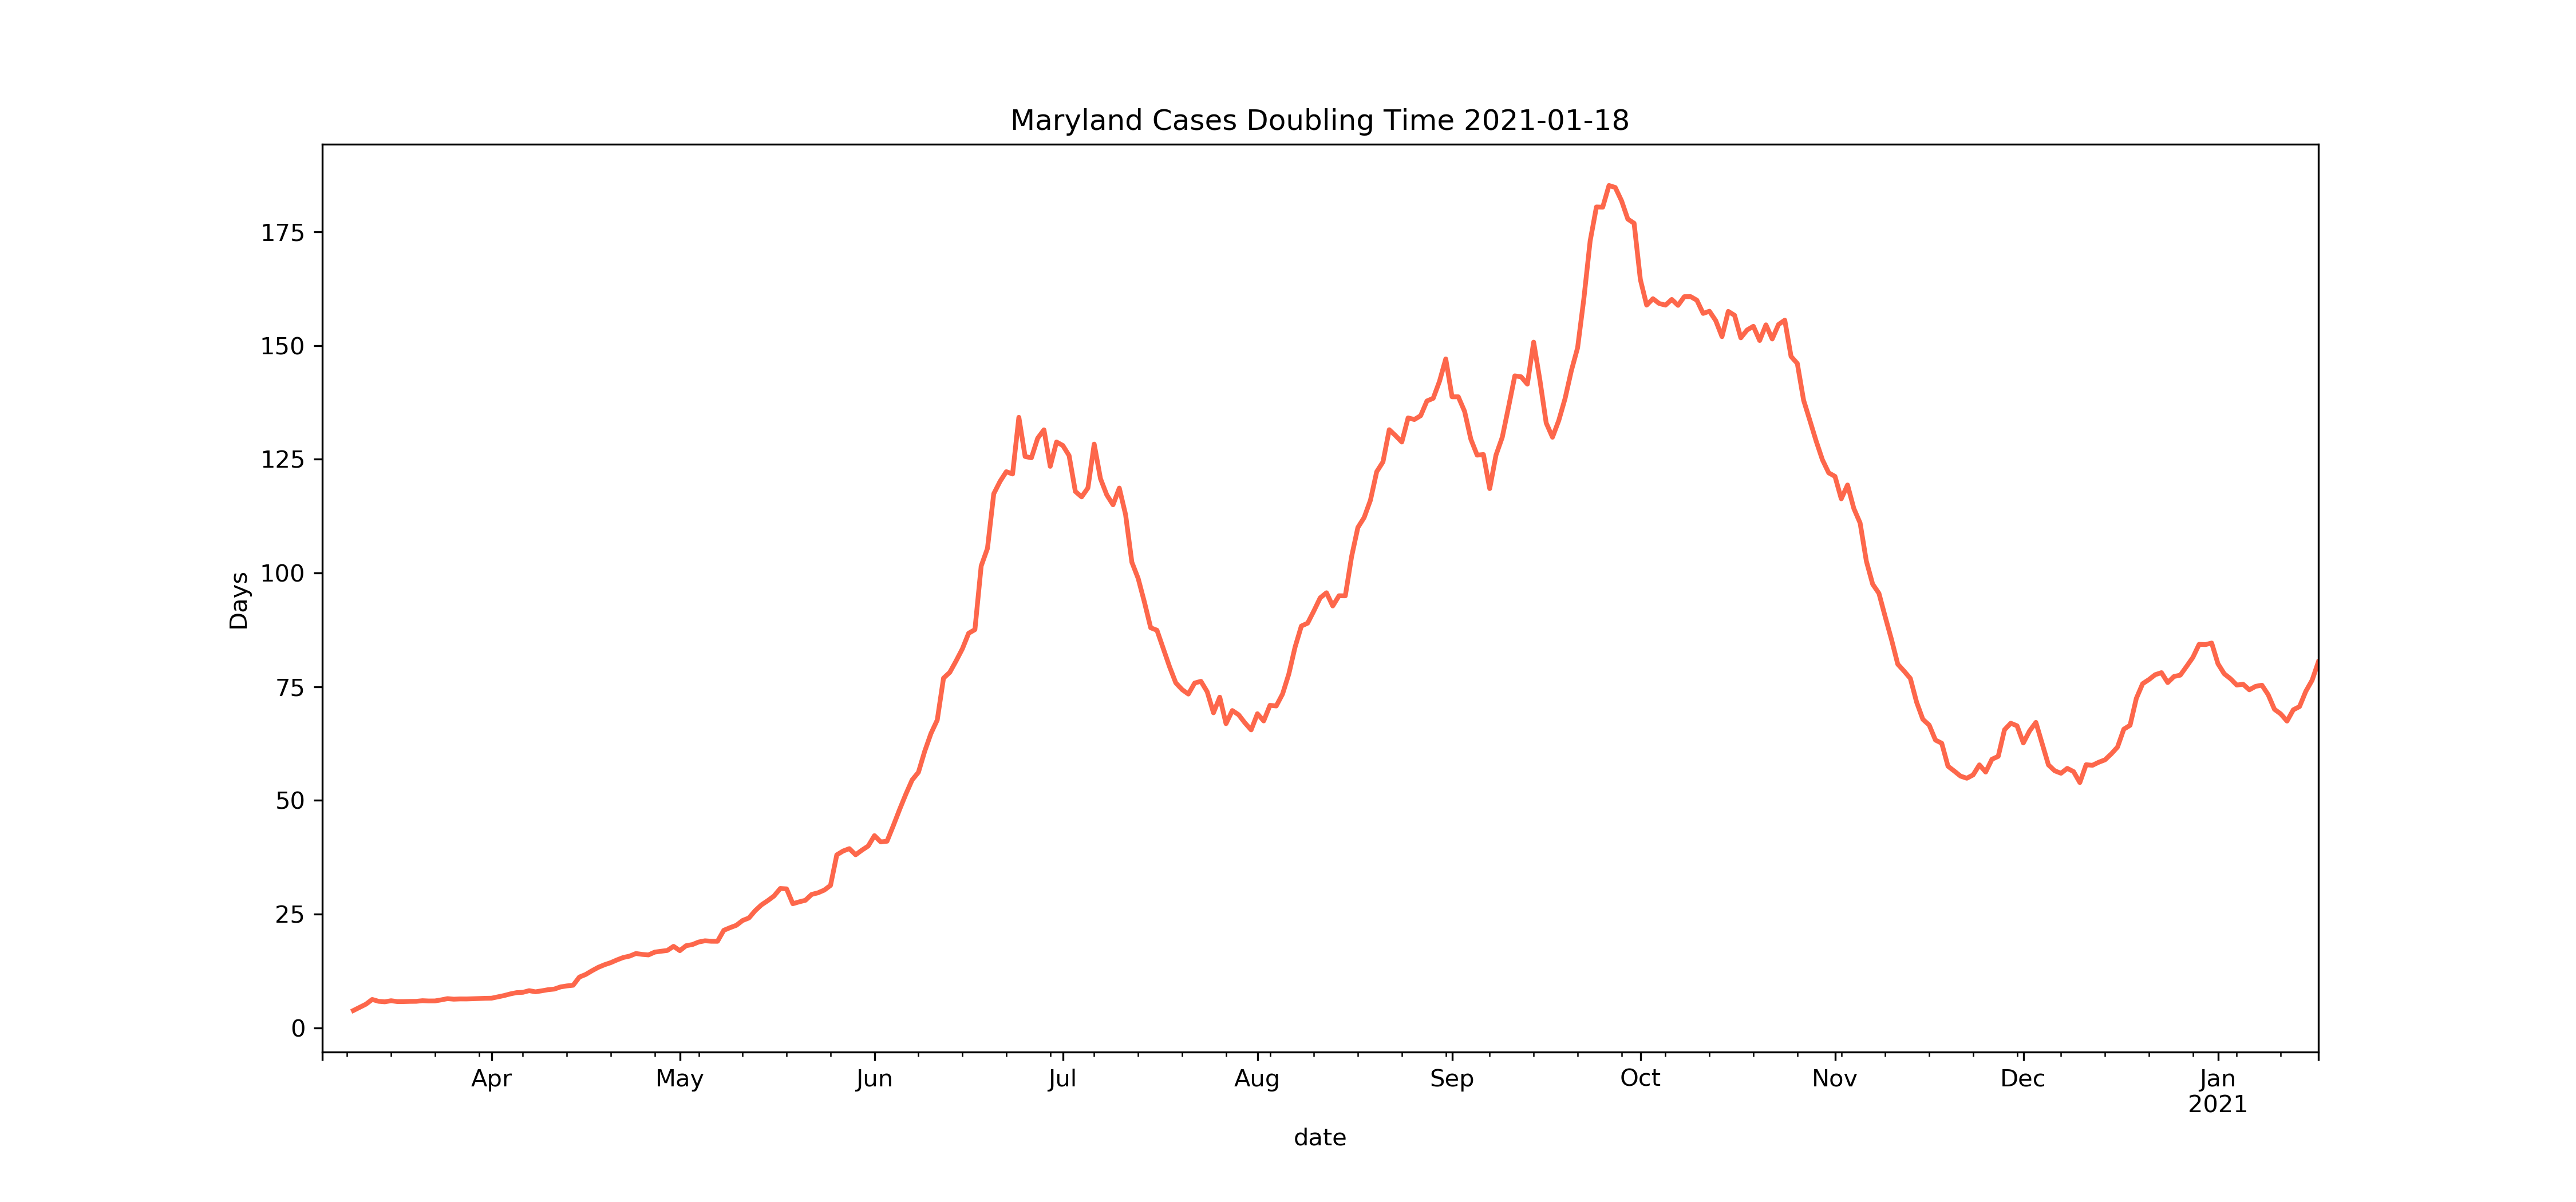 Maryland Cases Doubling Time 2021-01-18
175
150
125
100
75
50
25
0
Days
Apr May Jun Jul Aug Sep Oct Nov Dec Jan
2021
date